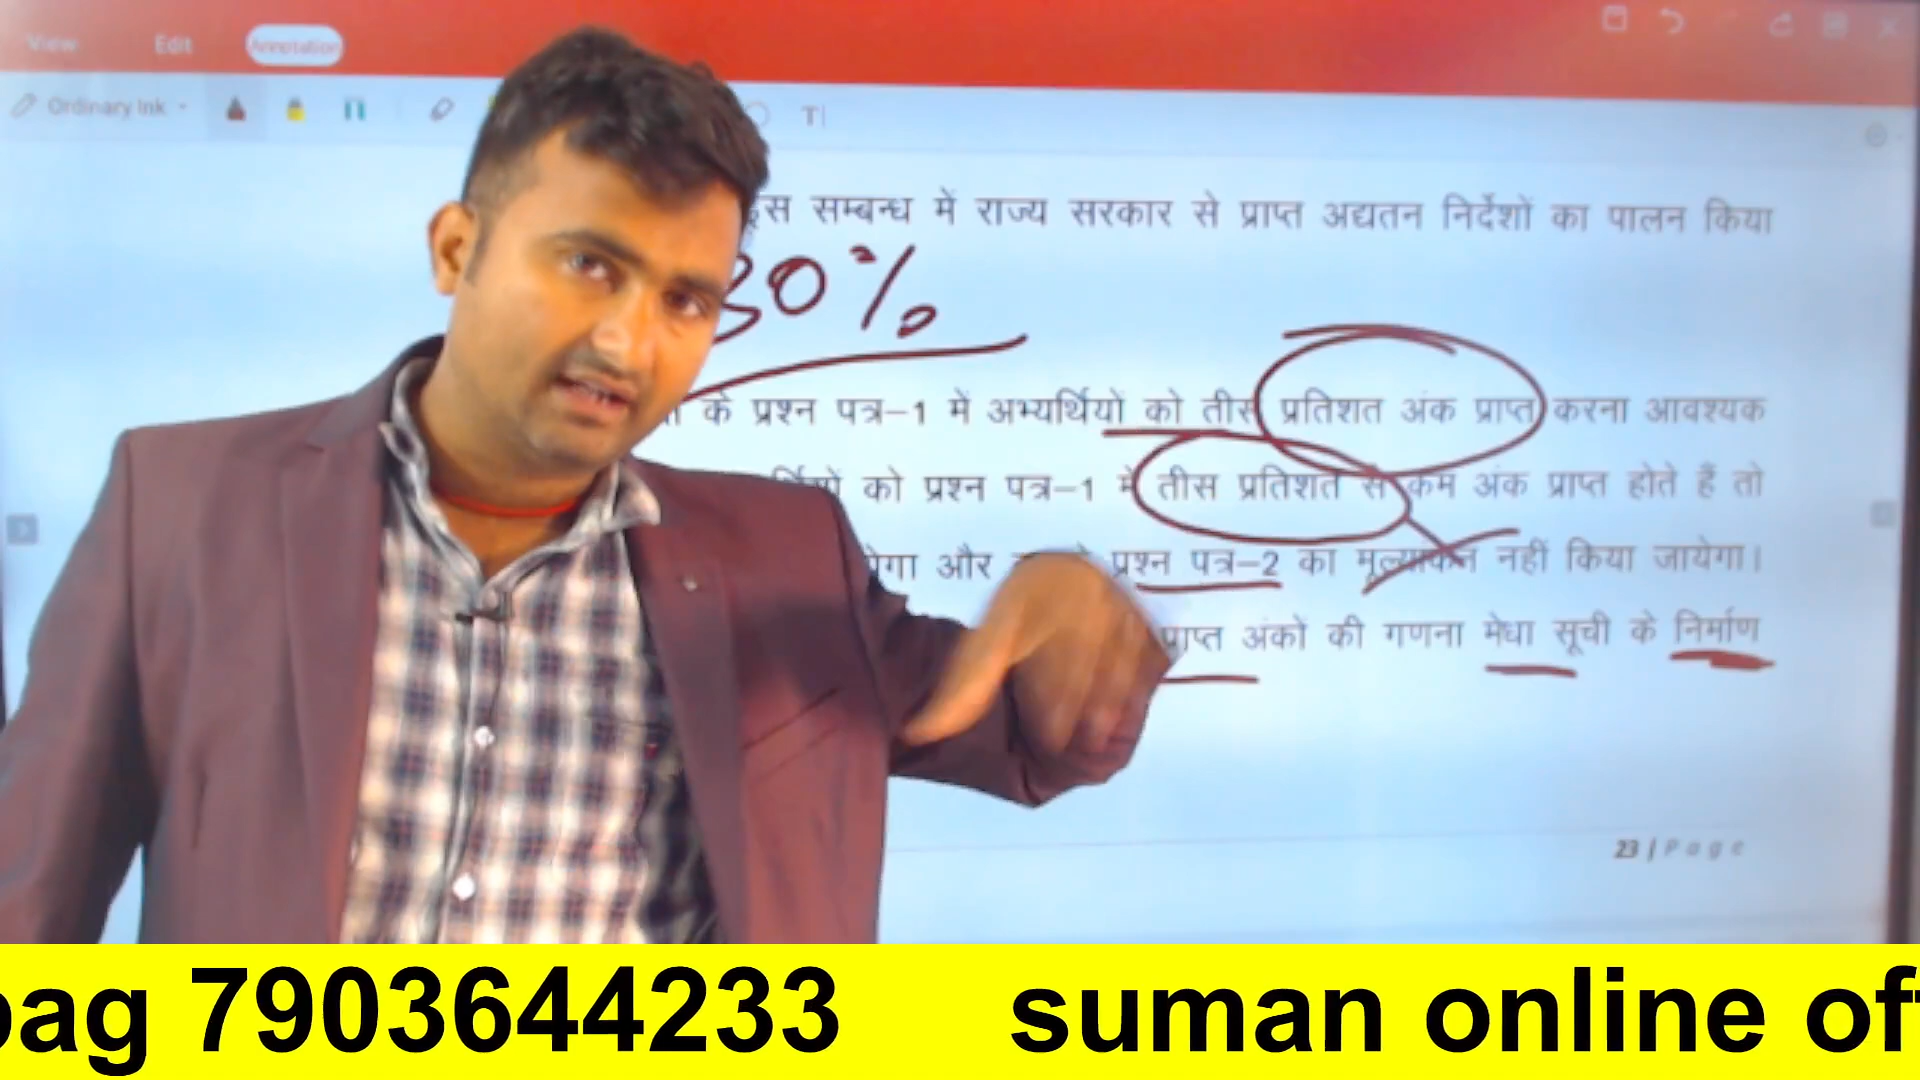 View Edit Annotation
Ordinary Ink T
इस सम्बन्ध में राज्य सरकार से प्राप्त अद्यतन निर्देशों का पालन किया
30%
के प्रश्न पत्र–1 में अभ्यर्थियों को तीस प्रतिशत अंक प्राप्त करना आवश्यक
को प्रश्न पत्र–1 में तीस प्रतिशत से कम अंक प्राप्त होते हैं तो
और प्रश्न पत्र–2 का मूल्यांकन नहीं किया जायेगा।
प्राप्त अंकों की गणना मेधा सूची के निर्माण
23 | Page
7903644233 suman online